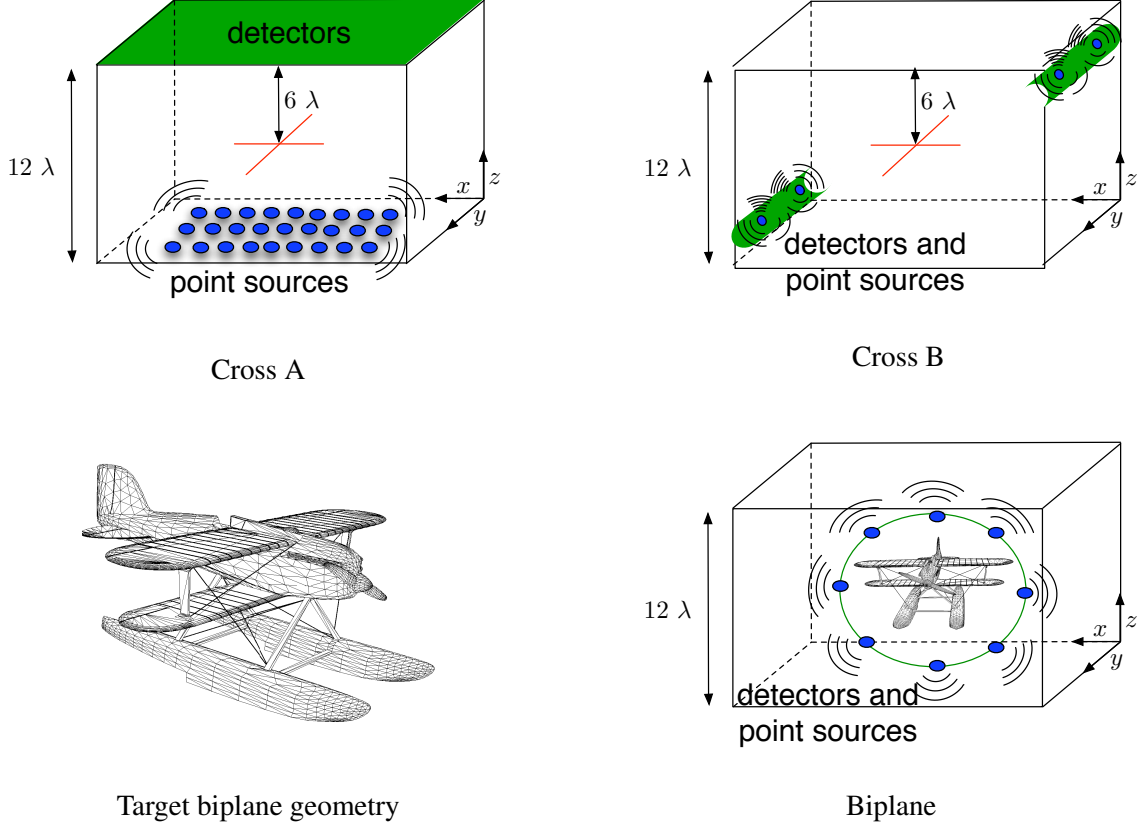 detectors
6 λ
12 λ
x
z
y
point sources
Cross A
6 λ
12 λ
x
z
y
detectors and
point sources
Cross B
Target biplane geometry
12 λ
x
z
y
detectors and
point sources
Biplane